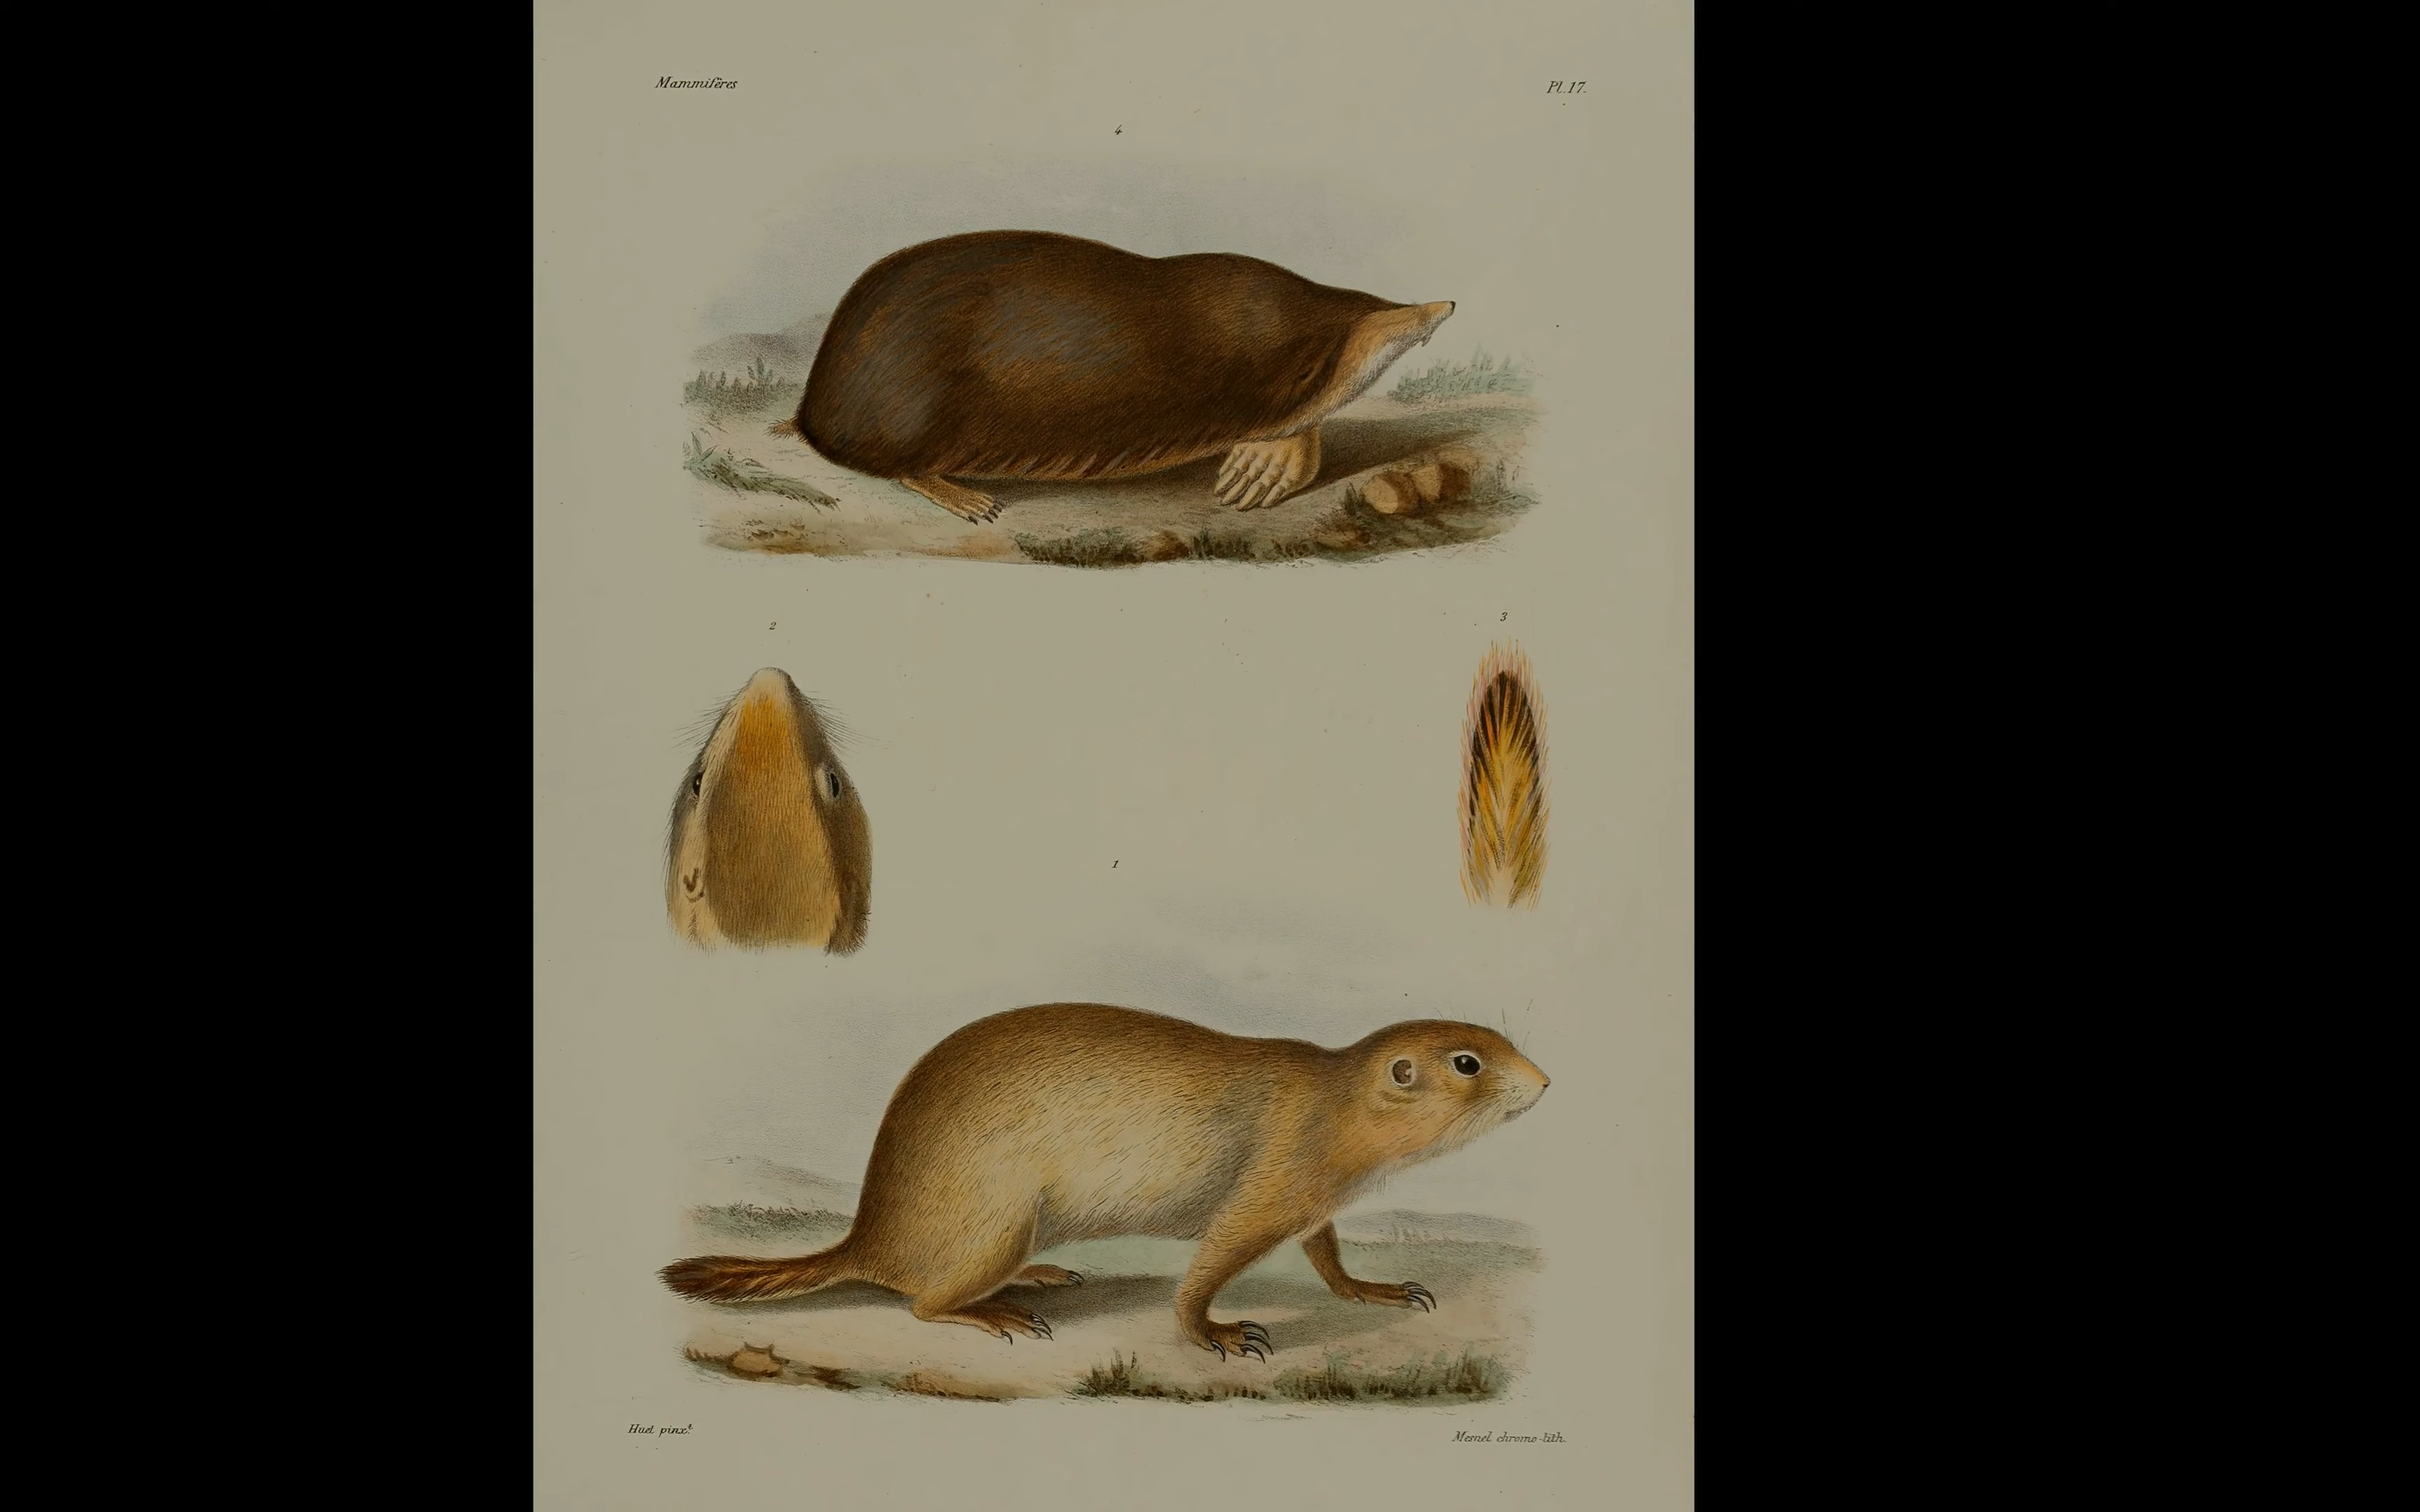 Mammifères
Pl. 17.
4
2
3
1
Huet pinx.t
Mesnel chromo-lith.